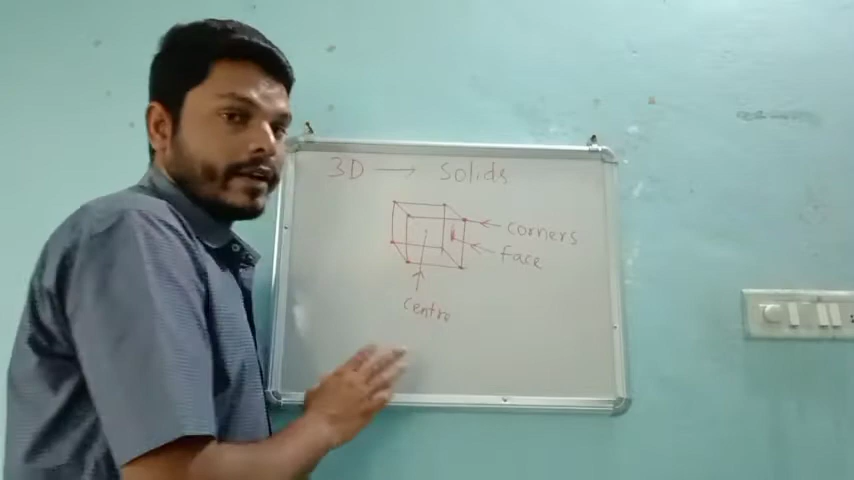 3D → Solids
corners
face
centre